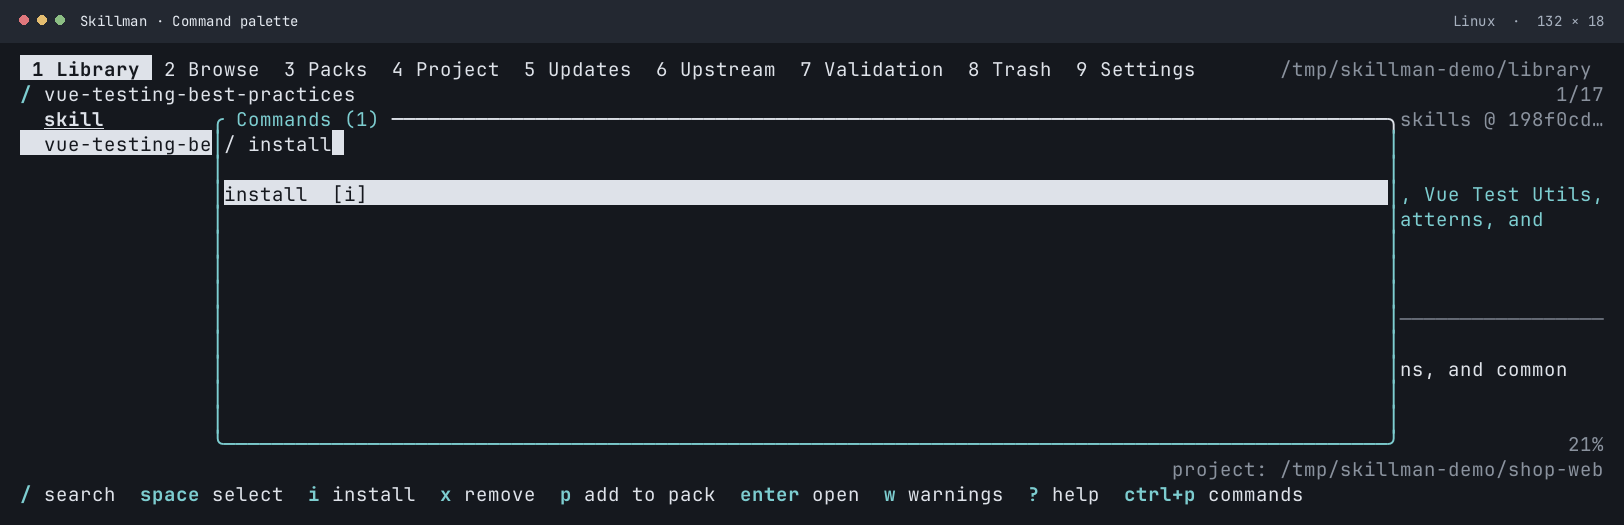 Skillman · Command palette Linux · 132 × 18
1 Library 2 Browse 3 Packs 4 Project 5 Updates 6 Upstream 7 Validation 8 Trash 9 Settings /tmp/skillman-demo/library
/ vue-testing-best-practices 1/17
skill Commands (1) skills @ 198f0cd…
vue-testing-be / install
install [i] , Vue Test Utils,
atterns, and
ns, and common
21%
project: /tmp/skillman-demo/shop-web
/ search space select i install x remove p add to pack enter open w warnings ? help ctrl+p commands